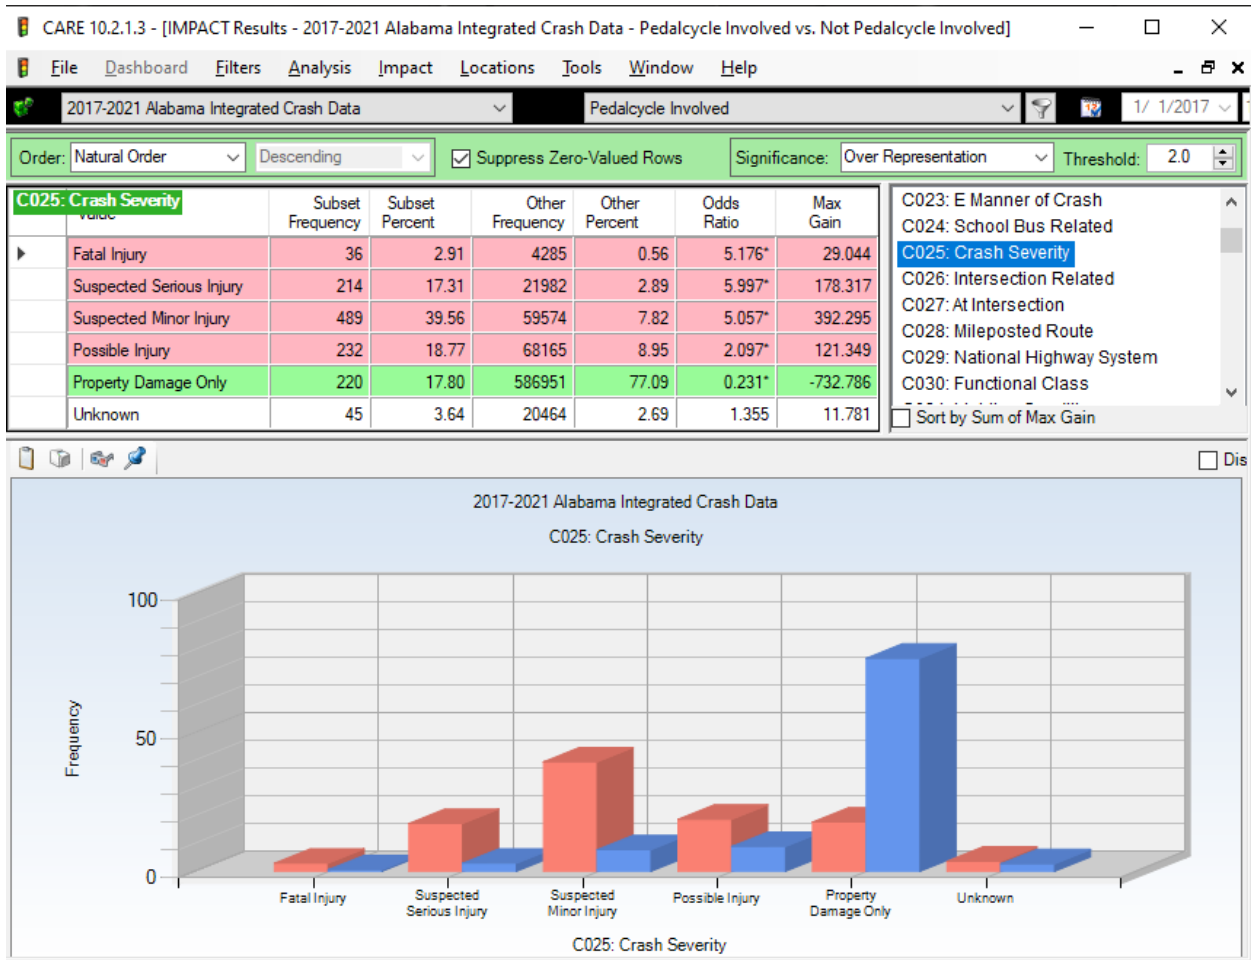 CARE 10.2.1.3 - [IMPACT Results - 2017-2021 Alabama Integrated Crash Data - Pedalcycle Involved vs. Not Pedalcycle Involved]
File Dashboard Filters Analysis Impact Locations Tools Window Help
2017-2021 Alabama Integrated Crash Data Pedalcycle Involved 1/ 1/2017
Order: Natural Order Descending Suppress Zero-Valued Rows Significance: Over Representation Threshold: 2.0
C025: Crash Severity Subset Frequency Subset Percent Other Frequency Other Percent Odds Ratio Max Gain
Fatal Injury 36 2.91 4285 0.56 5.176* 29.044
Suspected Serious Injury 214 17.31 21982 2.89 5.997* 178.317
Suspected Minor Injury 489 39.56 59574 7.82 5.057* 392.295
Possible Injury 232 18.77 68165 8.95 2.097* 121.349
Property Damage Only 220 17.80 586951 77.09 0.231* -732.786
Unknown 45 3.64 20464 2.69 1.355 11.781
C023: E Manner of Crash
C024: School Bus Related
C025: Crash Severity
C026: Intersection Related
C027: At Intersection
C028: Mileposted Route
C029: National Highway System
C030: Functional Class
Sort by Sum of Max Gain
Dis
2017-2021 Alabama Integrated Crash Data
C025: Crash Severity
100
50
0
Frequency
Fatal Injury
Suspected
Serious Injury
Suspected
Minor Injury
Possible Injury
Property
Damage Only
Unknown
C025: Crash Severity